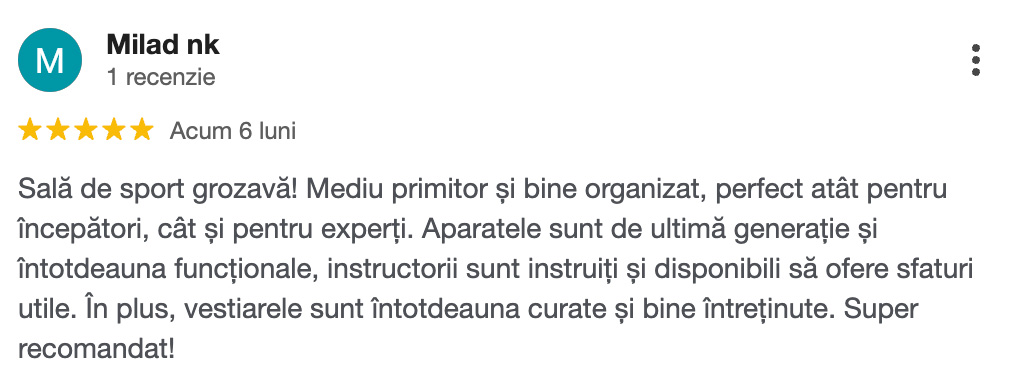 M
Milad nk
1 recenzie
Acum 6 luni
Sală de sport grozavă! Mediu primitor și bine organizat, perfect atât pentru
începători, cât și pentru experți. Aparatele sunt de ultimă generație și
întotdeauna funcționale, instructorii sunt instruiți și disponibili să ofere sfaturi
utile. În plus, vestiarele sunt întotdeauna curate și bine întreținute. Super
recomandat!